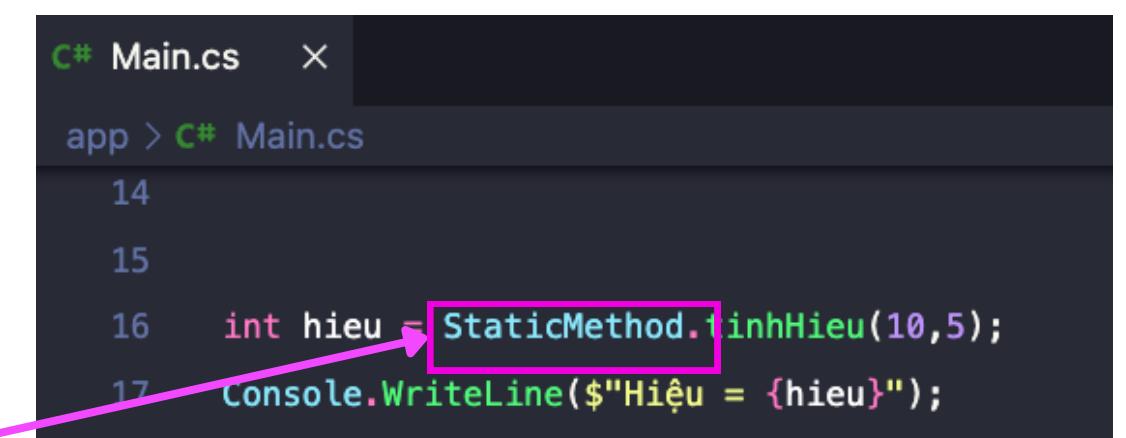 C# Main.cs ×
app > C# Main.cs
14
15
16 int hieu = StaticMethod.tinhHieu(10,5);
17 Console.WriteLine($"Hiệu = {hieu}");